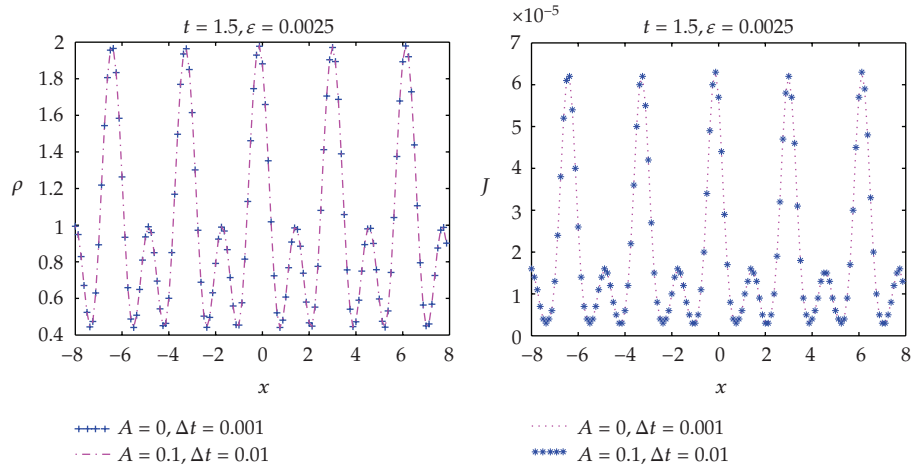 t = 1.5, ε = 0.0025
2
1.8
1.6
1.4
1.2
1
0.8
0.6
0.4
ρ
−8 −6 −4 −2 0 2 4 6 8
x
A = 0, Δt = 0.001
A = 0.1, Δt = 0.01
×10−5
t = 1.5, ε = 0.0025
7
6
5
4
3
2
1
0
J
−8 −6 −4 −2 0 2 4 6 8
x
A = 0, Δt = 0.001
A = 0.1, Δt = 0.01